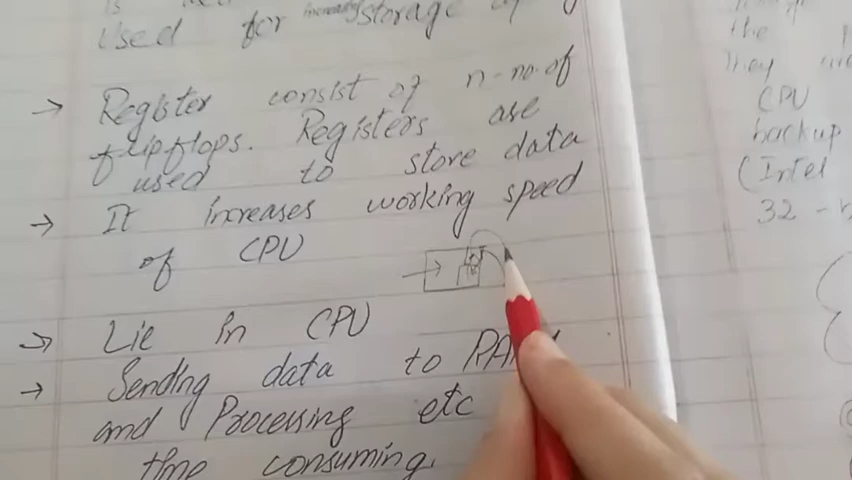 Used for increasing storage
→ Register consist of n-no.of
flipflops. Registers are
used to store data
→ It increases working speed
of CPU
→ Lie in CPU
→ Sending data to RAM
and Processing etc
time consuming.
the
They
CPU
backup
(Intel
32 -